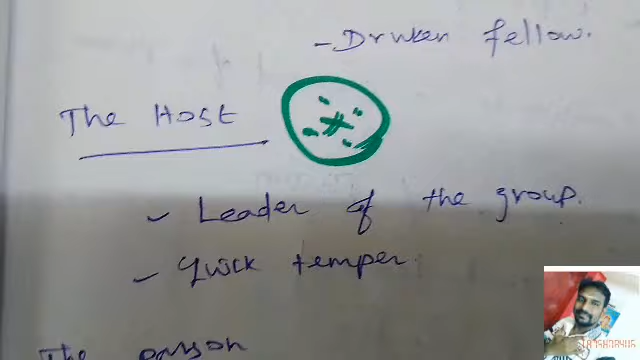 - Drunken fellow.
The Host
- Leader of the group.
- Quick temper.
The parson